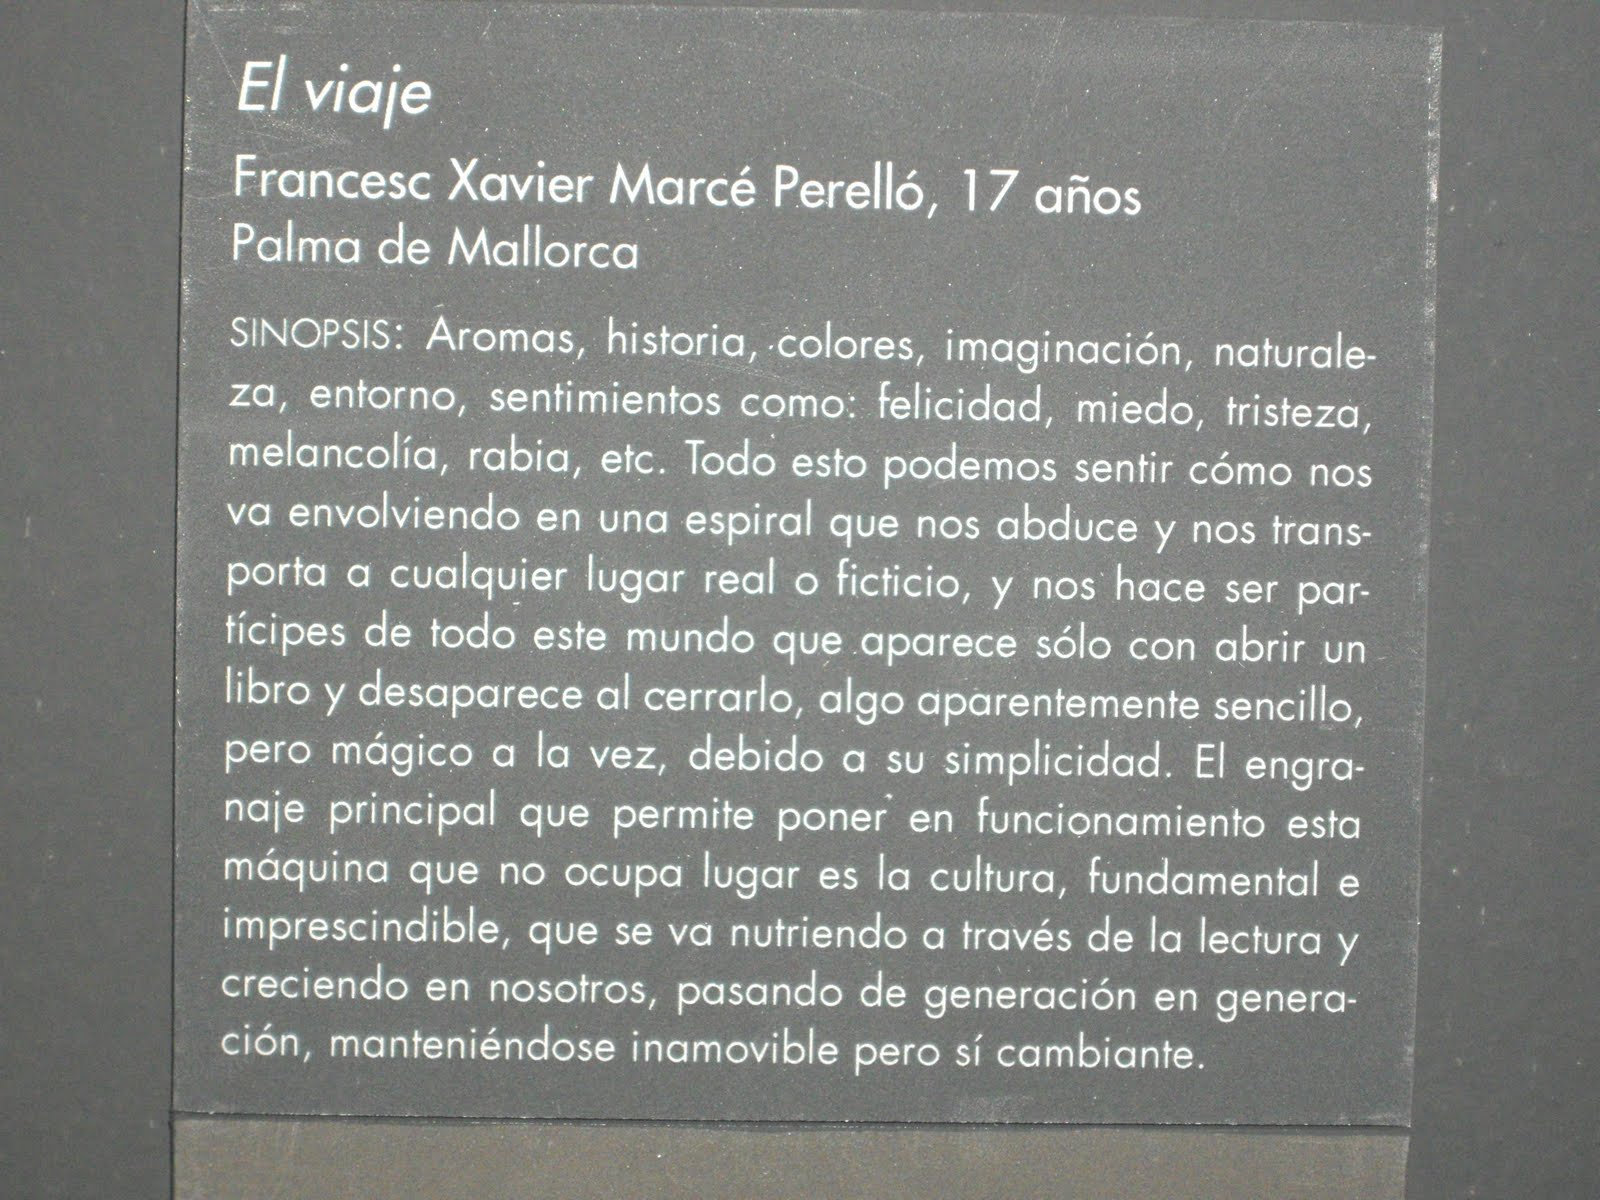 El viaje
Francesc Xavier Marcé Perelló, 17 años
Palma de Mallorca
SINOPSIS: Aromas, historia, colores, imaginación, naturale-
za, entorno, sentimientos como: felicidad, miedo, tristeza,
melancolía, rabia, etc. Todo esto podemos sentir cómo nos
va envolviendo en una espiral que nos abduce y nos trans-
porta a cualquier lugar real o ficticio, y nos hace ser par-
tícipes de todo este mundo que aparece sólo con abrir un
libro y desaparece al cerrarlo, algo aparentemente sencillo,
pero mágico a la vez, debido a su simplicidad. El engra-
naje principal que permite poner en funcionamiento esta
máquina que no ocupa lugar es la cultura, fundamental e
imprescindible, que se va nutriendo a través de la lectura y
creciendo en nosotros, pasando de generación en genera-
ción, manteniéndose inamovible pero sí cambiante.